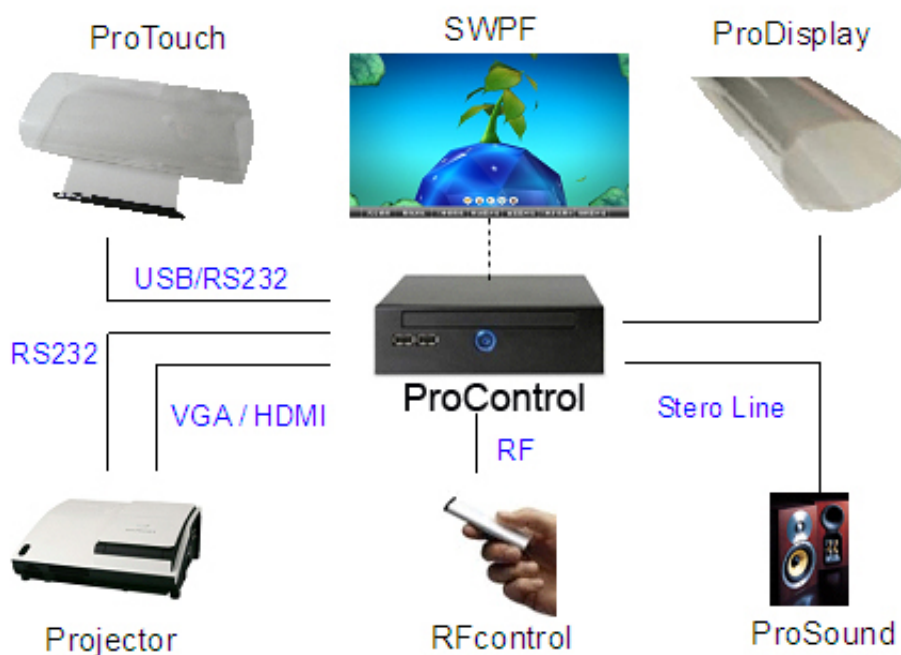 ProTouch
SWPF
ProDisplay
USB/RS232
RS232
ProControl
VGA / HDMI
Stero Line
RF
Projector
RFcontrol
ProSound